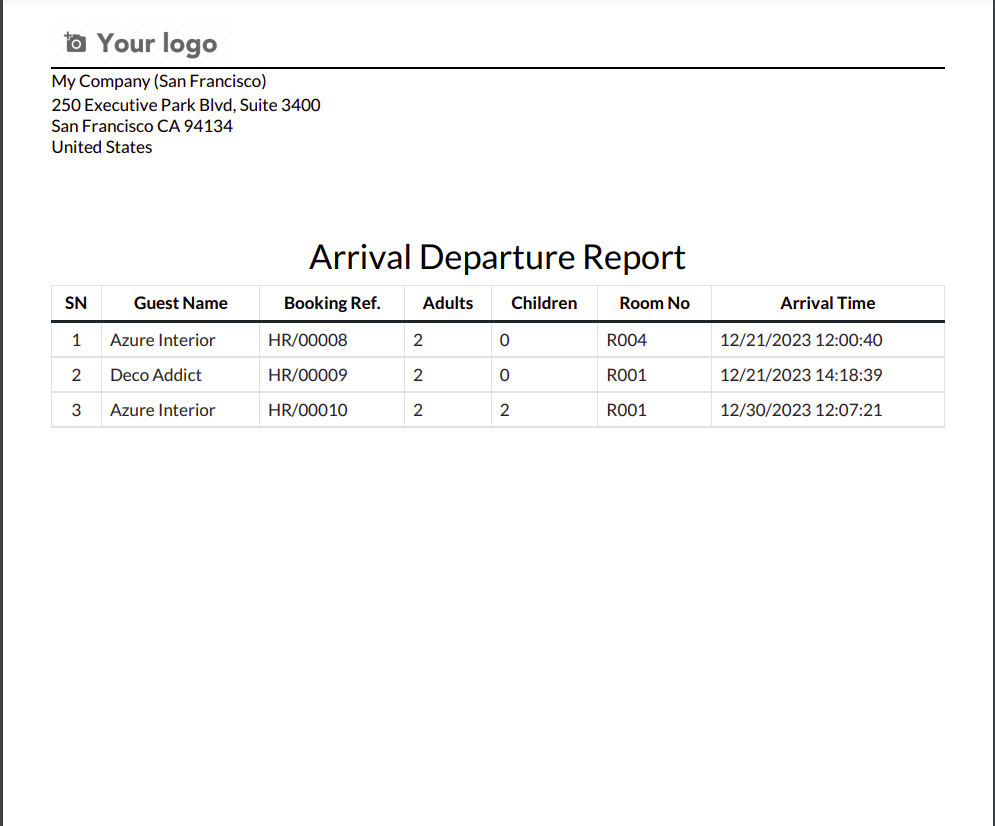 Your logo
My Company (San Francisco)
250 Executive Park Blvd, Suite 3400
San Francisco CA 94134
United States
Arrival Departure Report
SN Guest Name Booking Ref. Adults Children Room No Arrival Time
1 Azure Interior HR/00008 2 0 R004 12/21/2023 12:00:40
2 Deco Addict HR/00009 2 0 R001 12/21/2023 14:18:39
3 Azure Interior HR/00010 2 2 R001 12/30/2023 12:07:21